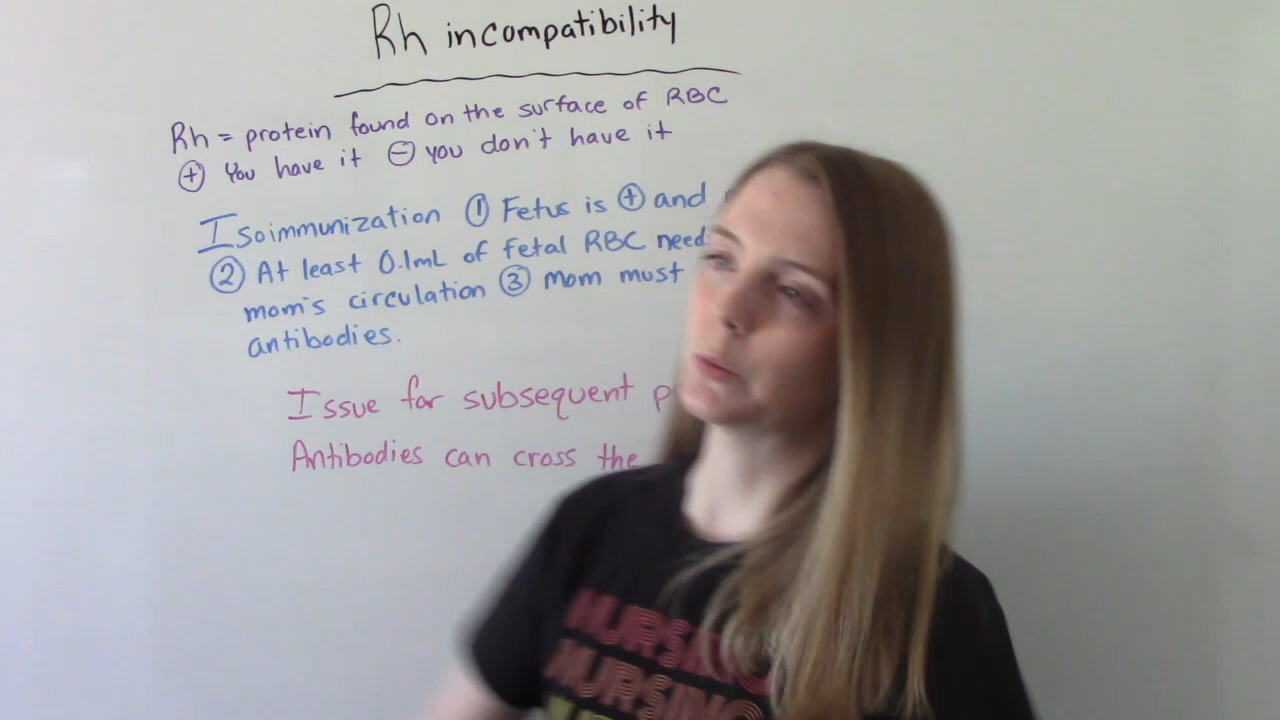 Rh incompatibility
Rh = protein found on the surface of RBC
⊕ You have it ⊖ you don't have it
Isoimmunization ① Fetus is ⊕ and
② At least 0.1mL of fetal RBC need
mom's circulation ③ mom must
antibodies.
Issue for subsequent p
Antibodies can cross the
NURSING
NURSING